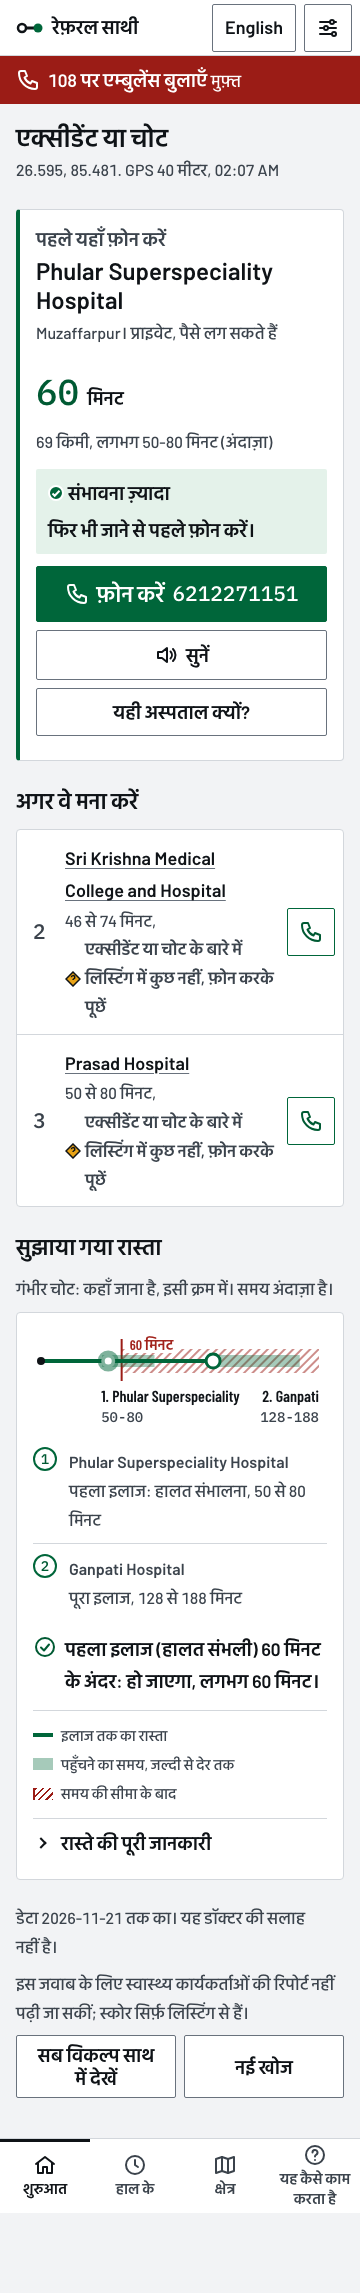 रेफ़रल साथी
English
108 पर एम्बुलेंस बुलाएँ मुफ़्त
एक्सीडेंट या चोट
26.595, 85.481. GPS 40 मीटर, 02:07 AM
पहले यहाँ फ़ोन करें
Phular Superspeciality
Hospital
Muzaffarpur। प्राइवेट, पैसे लग सकते हैं
60 मिनट
69 किमी, लगभग 50-80 मिनट (अंदाज़ा)
संभावना ज़्यादा
फिर भी जाने से पहले फ़ोन करें।
फ़ोन करें 6212271151
सुनें
यही अस्पताल क्यों?
अगर वे मना करें
2
Sri Krishna Medical
College and Hospital
46 से 74 मिनट,
एक्सीडेंट या चोट के बारे में
लिस्टिंग में कुछ नहीं, फ़ोन करके
पूछें
3
Prasad Hospital
50 से 80 मिनट,
एक्सीडेंट या चोट के बारे में
लिस्टिंग में कुछ नहीं, फ़ोन करके
पूछें
सुझाया गया रास्ता
गंभीर चोट: कहाँ जाना है, इसी क्रम में। समय अंदाज़ा है।
60 मिनट
1. Phular Superspeciality 2. Ganpati
50-80 128-188
1 Phular Superspeciality Hospital
पहला इलाज: हालत संभालना, 50 से 80
मिनट
2 Ganpati Hospital
पूरा इलाज, 128 से 188 मिनट
पहला इलाज (हालत संभली) 60 मिनट
के अंदर: हो जाएगा, लगभग 60 मिनट।
इलाज तक का रास्ता
पहुँचने का समय, जल्दी से देर तक
समय की सीमा के बाद
रास्ते की पूरी जानकारी
डेटा 2026-11-21 तक का। यह डॉक्टर की सलाह
नहीं है।
इस जवाब के लिए स्वास्थ्य कार्यकर्ताओं की रिपोर्ट नहीं
पढ़ी जा सकीं; स्कोर सिर्फ़ लिस्टिंग से हैं।
सब विकल्प साथ
में देखें
नई खोज
शुरुआत
हाल के
क्षेत्र
यह कैसे काम
करता है